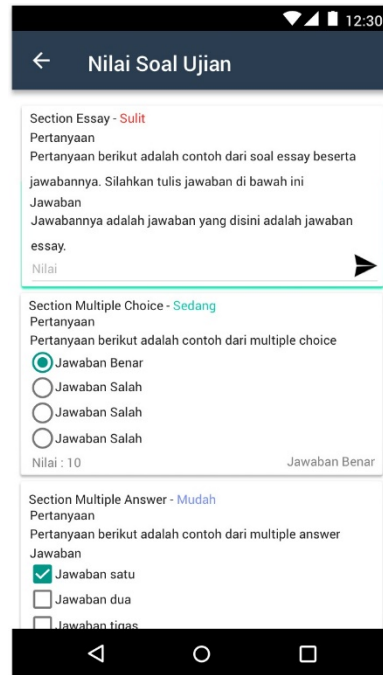 12:30
Nilai Soal Ujian
Section Essay - Sulit
Pertanyaan
Pertanyaan berikut adalah contoh dari soal essay beserta
jawabannya. Silahkan tulis jawaban di bawah ini
Jawaban
Jawabannya adalah jawaban yang disini adalah jawaban
essay.
Nilai
Section Multiple Choice - Sedang
Pertanyaan
Pertanyaan berikut adalah contoh dari multiple choice
Jawaban Benar
Jawaban Salah
Jawaban Salah
Jawaban Salah
Nilai : 10 Jawaban Benar
Section Multiple Answer - Mudah
Pertanyaan
Pertanyaan berikut adalah contoh dari multiple answer
Jawaban
Jawaban satu
Jawaban dua
Jawaban tigas